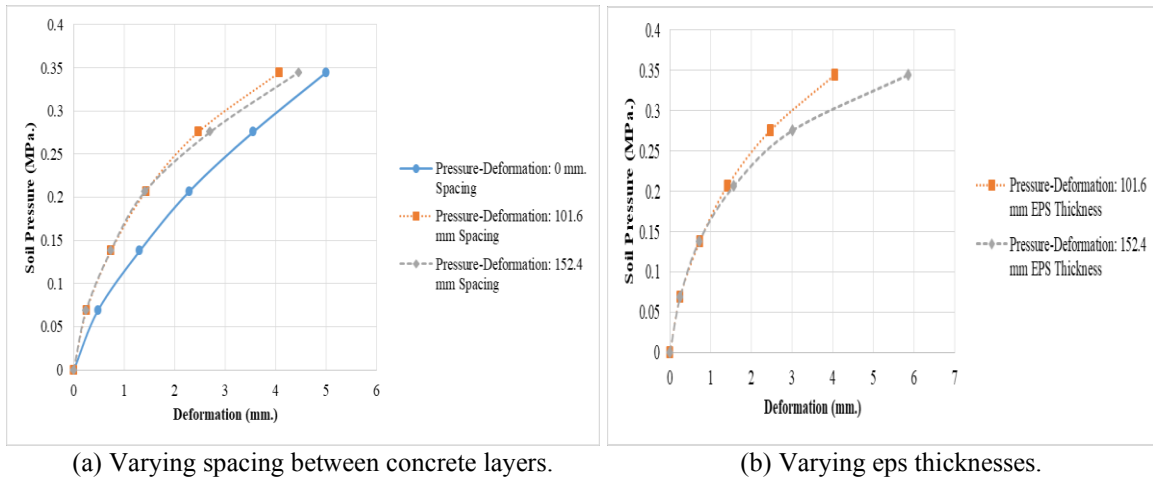 0.4
0.35
0.3
0.25
0.2
0.15
0.1
0.05
0
Soil Pressure (MPa.)
0 1 2 3 4 5 6
Deformation (mm.)
Pressure-Deformation: 0 mm.
Spacing
Pressure-Deformation: 101.6
mm Spacing
Pressure-Deformation: 152.4
mm Spacing
(a) Varying spacing between concrete layers.
0.4
0.35
0.3
0.25
0.2
0.15
0.1
0.05
0
Soil Pressure (MPa.)
0 1 2 3 4 5 6 7
Deformation (mm.)
Pressure-Deformation: 101.6
mm EPS Thickness
Pressure-Deformation: 152.4
mm EPS Thickness
(b) Varying eps thicknesses.